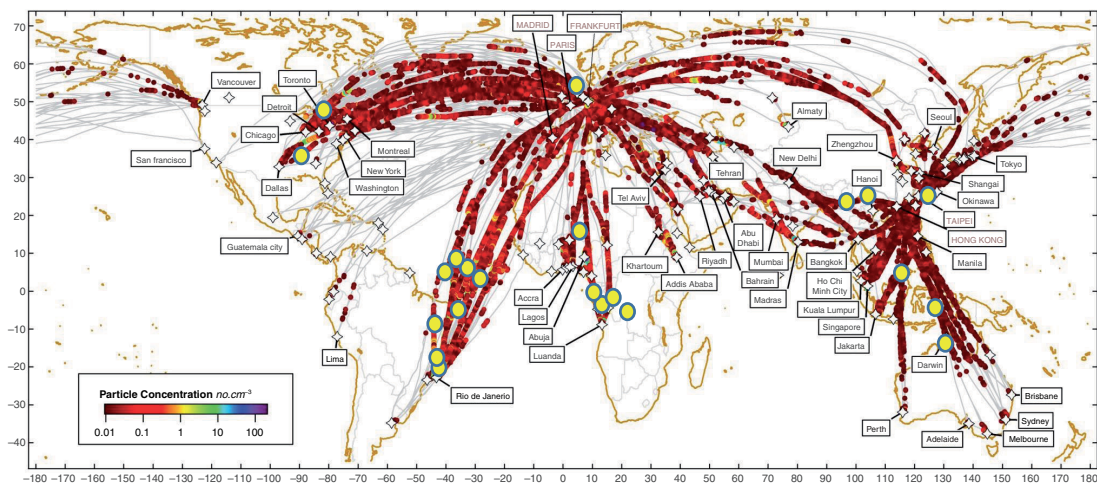 70
60
50
40
30
20
10
0
−10
−20
−30
−40
MADRID
FRANKFURT
PARIS
Vancouver
Toronto
Detroit
Chicago
San francisco
Dallas
Montreal
New York
Washington
Guatemala city
Lima
Rio de Janerio
Accra
Lagos
Abuja
Luanda
Tel Aviv
Khartoum
Addis Ababa
Riyadh
Bahrain
Abu
Dhabi
Tehran
Mumbai
Madras
New Delhi
Almaty
Zhengzhou
Seoul
Tokyo
Shangai
Okinawa
TAIPEI
HONG KONG
Manila
Hanoi
Bangkok
Ho Chi
Minh City
Kuala Lumpur
Singapore
Jakarta
Darwin
Perth
Adelaide
Melbourne
Sydney
Brisbane
Particle Concentration no.cm⁻³
0.01 0.1 1 10 100
−180 −170 −160 −150 −140 −130 −120 −110 −100 −90 −80 −70 −60 −50 −40 −30 −20 −10 0 10 20 30 40 50 60 70 80 90 100 110 120 130 140 150 160 170 180